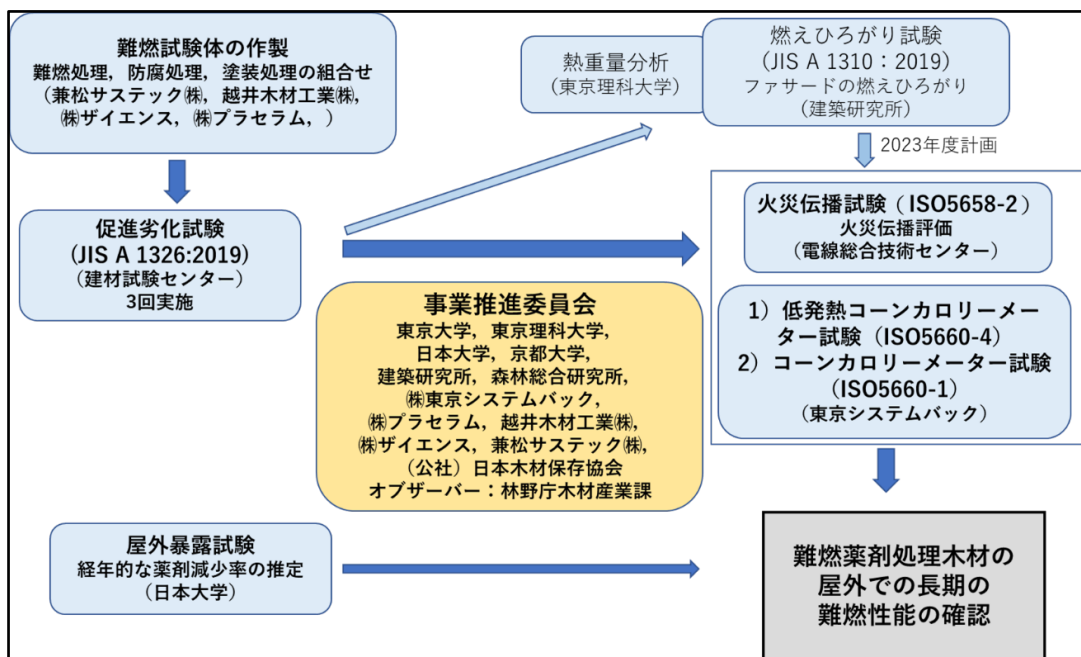 難燃試験体の作製
難燃処理，防腐処理，塗装処理の組合せ
（兼松サステック㈱，越井木材工業㈱，
㈱ザイエンス，㈱プラセラム，）
熱重量分析
（東京理科大学）
燃えひろがり試験
（JIS A 1310：2019）
ファサードの燃えひろがり
（建築研究所）
2023年度計画
促進劣化試験
(JIS A 1326:2019)
（建材試験センター）
3回実施
火災伝播試験（ISO5658-2）
火災伝播評価
（電線総合技術センター）
1）低発熱コーンカロリーメー
ター試験（ISO5660-4）
2）コーンカロリーメーター試験
（ISO5660-1）
（東京システムバック）
事業推進委員会
東京大学，東京理科大学，
日本大学，京都大学，
建築研究所，森林総合研究所，
㈱東京システムバック，
㈱プラセラム，越井木材工業㈱，
㈱ザイエンス，兼松サステック㈱，
（公社）日本木材保存協会
オブザーバー：林野庁木材産業課
屋外暴露試験
経年的な薬剤減少率の推定
（日本大学）
難燃薬剤処理木材の
屋外での長期の
難燃性能の確認